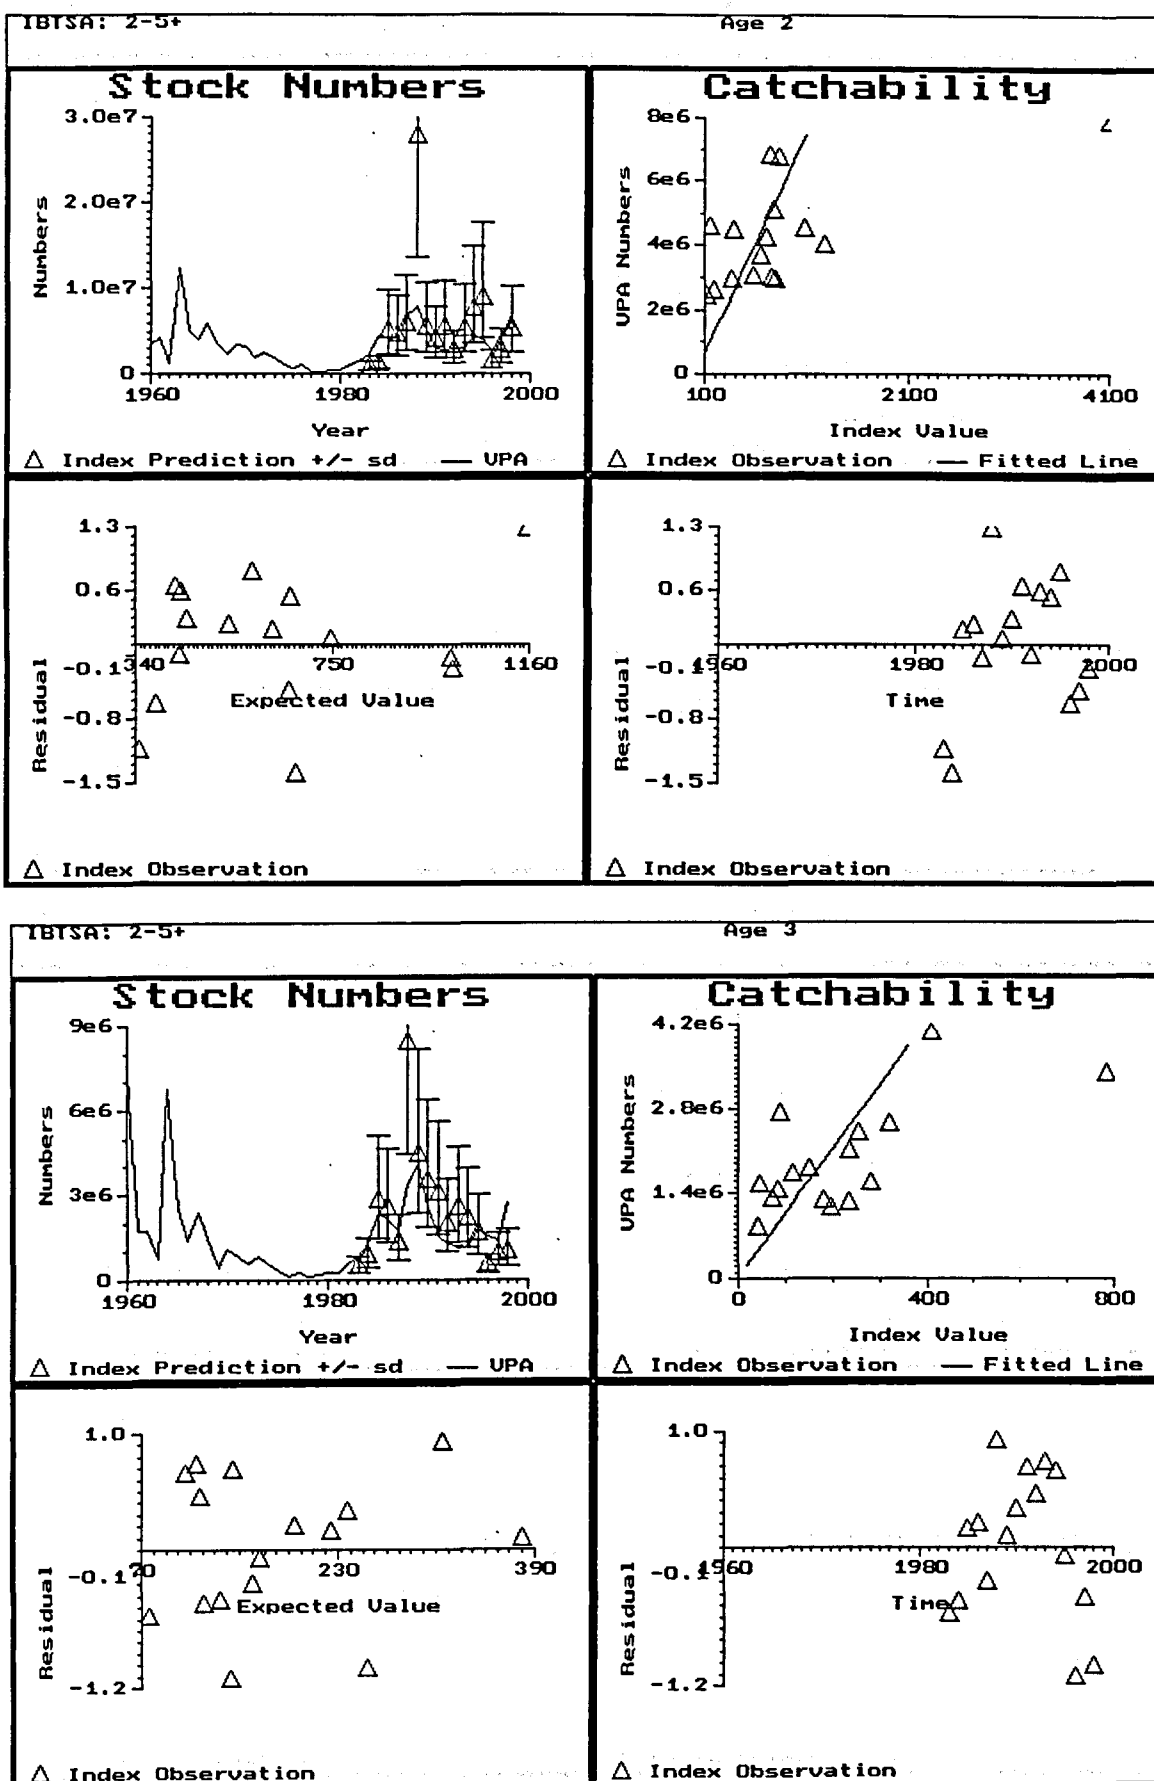 IBTSA: 2-5+ Age 2
Stock Numbers Catchability
3.0e7 8e6
2.0e7 6e6
1.0e7 4e6
2e6
0 0
Numbers VPA Numbers
1960 1980 2000 100 2100 4100
Year Index Value
△ Index Prediction +/- sd — VPA △ Index Observation — Fitted Line
1.3 1.3
0.6 0.6
-0.1 340 750 1160 -0.1 1960 1980 2000
Residual Expected Value Residual Time
-0.8 -0.8
-1.5 -1.5
△ Index Observation △ Index Observation
IBTSA: 2-5+ Age 3
Stock Numbers Catchability
9e6 4.2e6
6e6 2.8e6
3e6 1.4e6
0 0
Numbers VPA Numbers
1960 1980 2000 0 400 800
Year Index Value
△ Index Prediction +/- sd — VPA △ Index Observation — Fitted Line
1.0 1.0
-0.1 70 230 390 -0.1 1960 1980 2000
Residual Expected Value Residual Time
-1.2 -1.2
△ Index Observation △ Index Observation